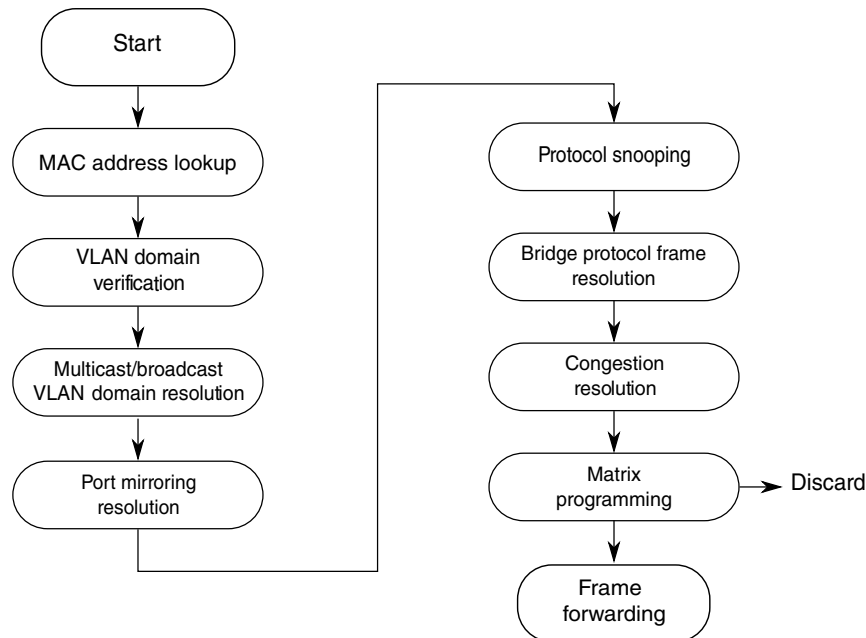 Start
MAC address lookup
VLAN domain
verification
Multicast/broadcast
VLAN domain resolution
Port mirroring
resolution
Protocol snooping
Bridge protocol frame
resolution
Congestion
resolution
Matrix
programming
Discard
Frame
forwarding